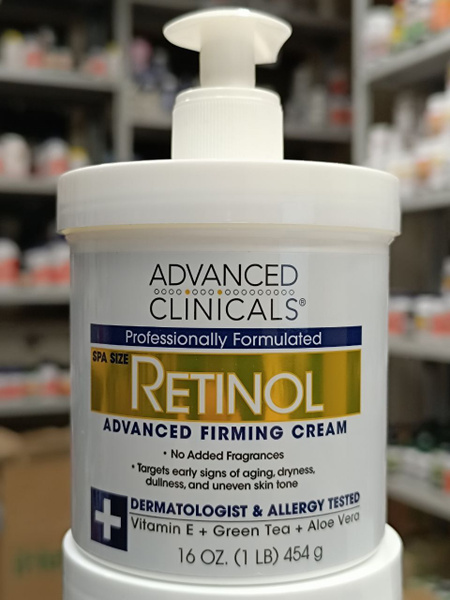 ADVANCED
CLINICALS®
Professionally Formulated
SPA SIZE
RETINOL
ADVANCED FIRMING CREAM
• No Added Fragrances
• Targets early signs of aging, dryness,
dullness, and uneven skin tone
DERMATOLOGIST & ALLERGY TESTED
Vitamin E + Green Tea + Aloe Vera
16 OZ. (1 LB) 454 g